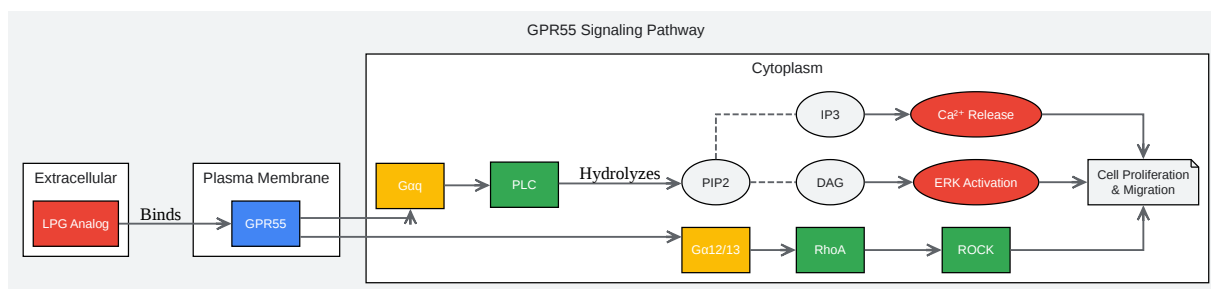 GPR55 Signaling Pathway
Cytoplasm
IP3
Ca²⁺ Release
Extracellular
Plasma Membrane
Gαq
PLC
Hydrolyzes
PIP2
DAG
ERK Activation
Cell Proliferation
& Migration
LPG Analog
Binds
GPR55
Gα12/13
RhoA
ROCK